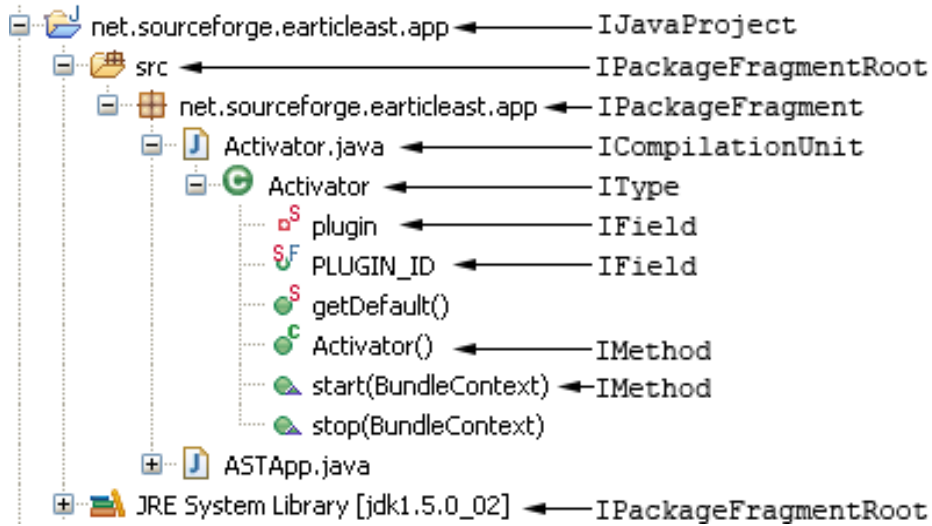 net.sourceforge.earticleast.app IJavaProject
src IPackageFragmentRoot
net.sourceforge.earticleast.app IPackageFragment
Activator.java ICompilationUnit
Activator IType
plugin IField
PLUGIN_ID IField
getDefault()
Activator() IMethod
start(BundleContext) IMethod
stop(BundleContext)
ASTApp.java
JRE System Library [jdk1.5.0_02] IPackageFragmentRoot